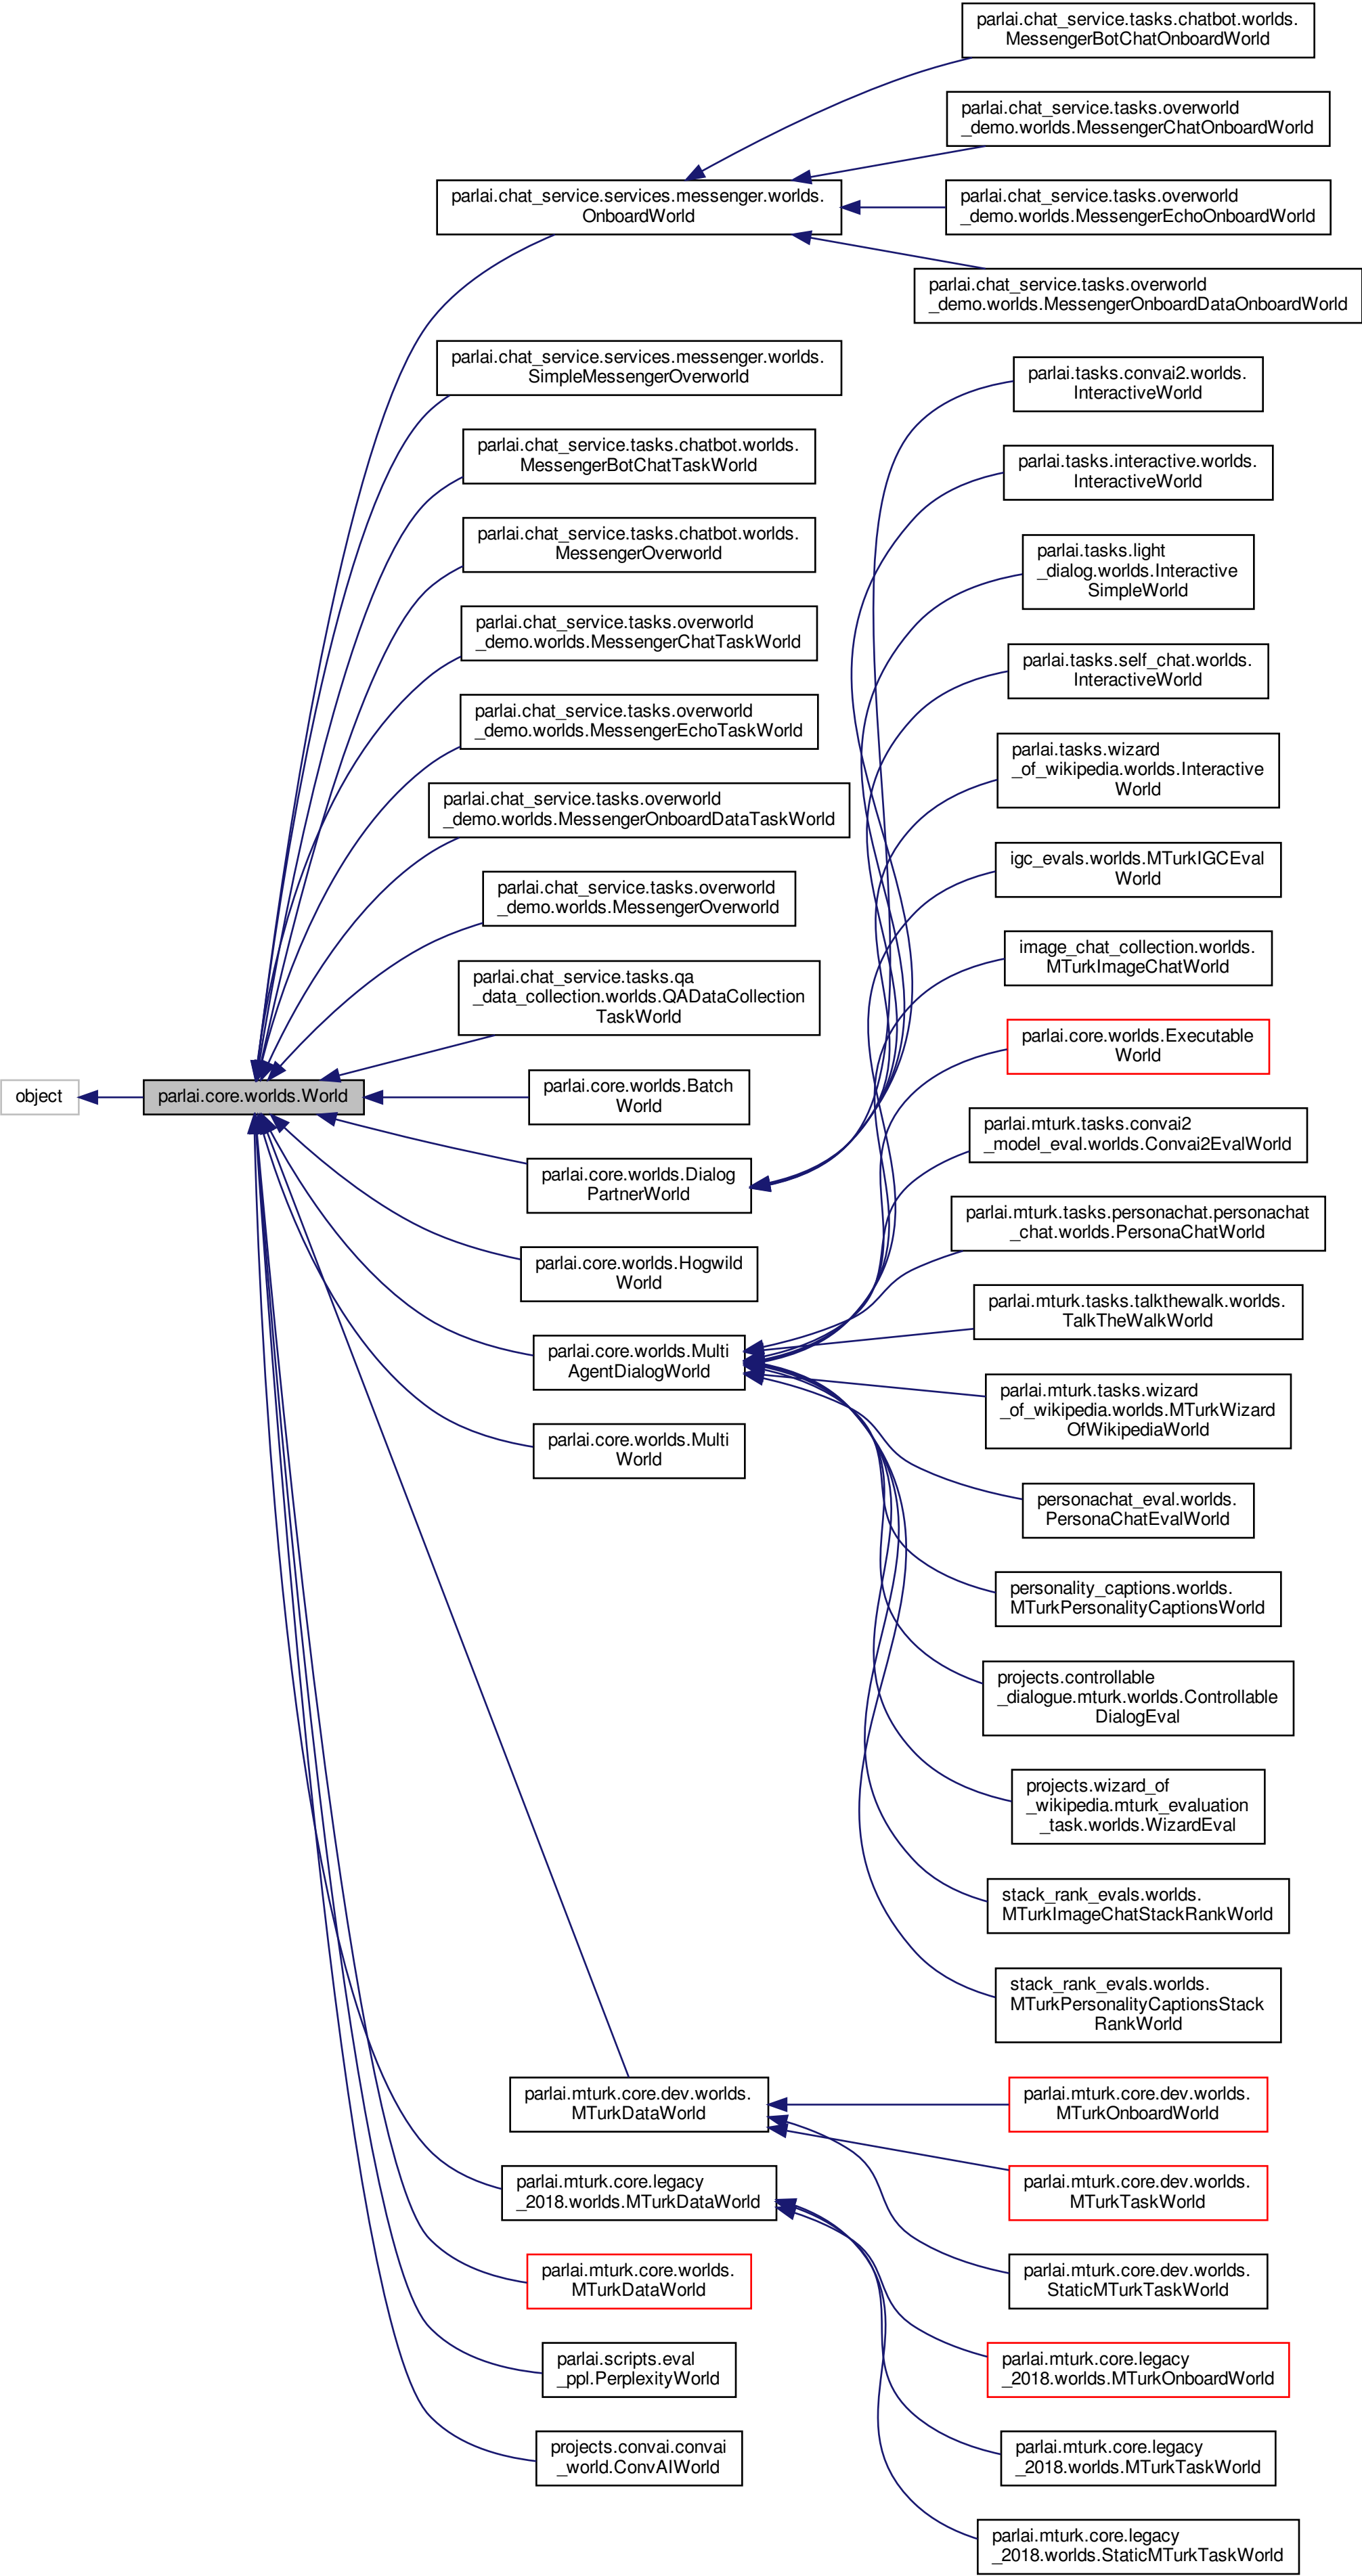 parlai.chat_service.tasks.chatbot.worlds.
MessengerBotChatOnboardWorld
parlai.chat_service.tasks.overworld
_demo.worlds.MessengerChatOnboardWorld
parlai.chat_service.services.messenger.worlds.
OnboardWorld
parlai.chat_service.tasks.overworld
_demo.worlds.MessengerEchoOnboardWorld
parlai.chat_service.tasks.overworld
_demo.worlds.MessengerOnboardDataOnboardWorld
parlai.chat_service.services.messenger.worlds.
SimpleMessengerOverworld
parlai.chat_service.tasks.chatbot.worlds.
MessengerBotChatTaskWorld
parlai.chat_service.tasks.chatbot.worlds.
MessengerOverworld
parlai.chat_service.tasks.overworld
_demo.worlds.MessengerChatTaskWorld
parlai.chat_service.tasks.overworld
_demo.worlds.MessengerEchoTaskWorld
parlai.chat_service.tasks.overworld
_demo.worlds.MessengerOnboardDataTaskWorld
parlai.chat_service.tasks.overworld
_demo.worlds.MessengerOverworld
parlai.chat_service.tasks.qa
_data_collection.worlds.QADataCollection
TaskWorld
object
parlai.core.worlds.World
parlai.core.worlds.Batch
World
parlai.core.worlds.Dialog
PartnerWorld
parlai.core.worlds.Hogwild
World
parlai.core.worlds.Multi
AgentDialogWorld
parlai.core.worlds.Multi
World
parlai.tasks.convai2.worlds.
InteractiveWorld
parlai.tasks.interactive.worlds.
InteractiveWorld
parlai.tasks.light
_dialog.worlds.Interactive
SimpleWorld
parlai.tasks.self_chat.worlds.
InteractiveWorld
parlai.tasks.wizard
_of_wikipedia.worlds.Interactive
World
igc_evals.worlds.MTurkIGCEval
World
image_chat_collection.worlds.
MTurkImageChatWorld
parlai.core.worlds.Executable
World
parlai.mturk.tasks.convai2
_model_eval.worlds.Convai2EvalWorld
parlai.mturk.tasks.personachat.personachat
_chat.worlds.PersonaChatWorld
parlai.mturk.tasks.talkthewalk.worlds.
TalkTheWalkWorld
parlai.mturk.tasks.wizard
_of_wikipedia.worlds.MTurkWizard
OfWikipediaWorld
personachat_eval.worlds.
PersonaChatEvalWorld
personality_captions.worlds.
MTurkPersonalityCaptionsWorld
projects.controllable
_dialogue.mturk.worlds.Controllable
DialogEval
projects.wizard_of
_wikipedia.mturk_evaluation
_task.worlds.WizardEval
stack_rank_evals.worlds.
MTurkImageChatStackRankWorld
stack_rank_evals.worlds.
MTurkPersonalityCaptionsStack
RankWorld
parlai.mturk.core.dev.worlds.
MTurkDataWorld
parlai.mturk.core.dev.worlds.
MTurkOnboardWorld
parlai.mturk.core.legacy
_2018.worlds.MTurkDataWorld
parlai.mturk.core.dev.worlds.
MTurkTaskWorld
parlai.mturk.core.worlds.
MTurkDataWorld
parlai.mturk.core.dev.worlds.
StaticMTurkTaskWorld
parlai.scripts.eval
_ppl.PerplexityWorld
parlai.mturk.core.legacy
_2018.worlds.MTurkOnboardWorld
projects.convai.convai
_world.ConvAIWorld
parlai.mturk.core.legacy
_2018.worlds.MTurkTaskWorld
parlai.mturk.core.legacy
_2018.worlds.StaticMTurkTaskWorld